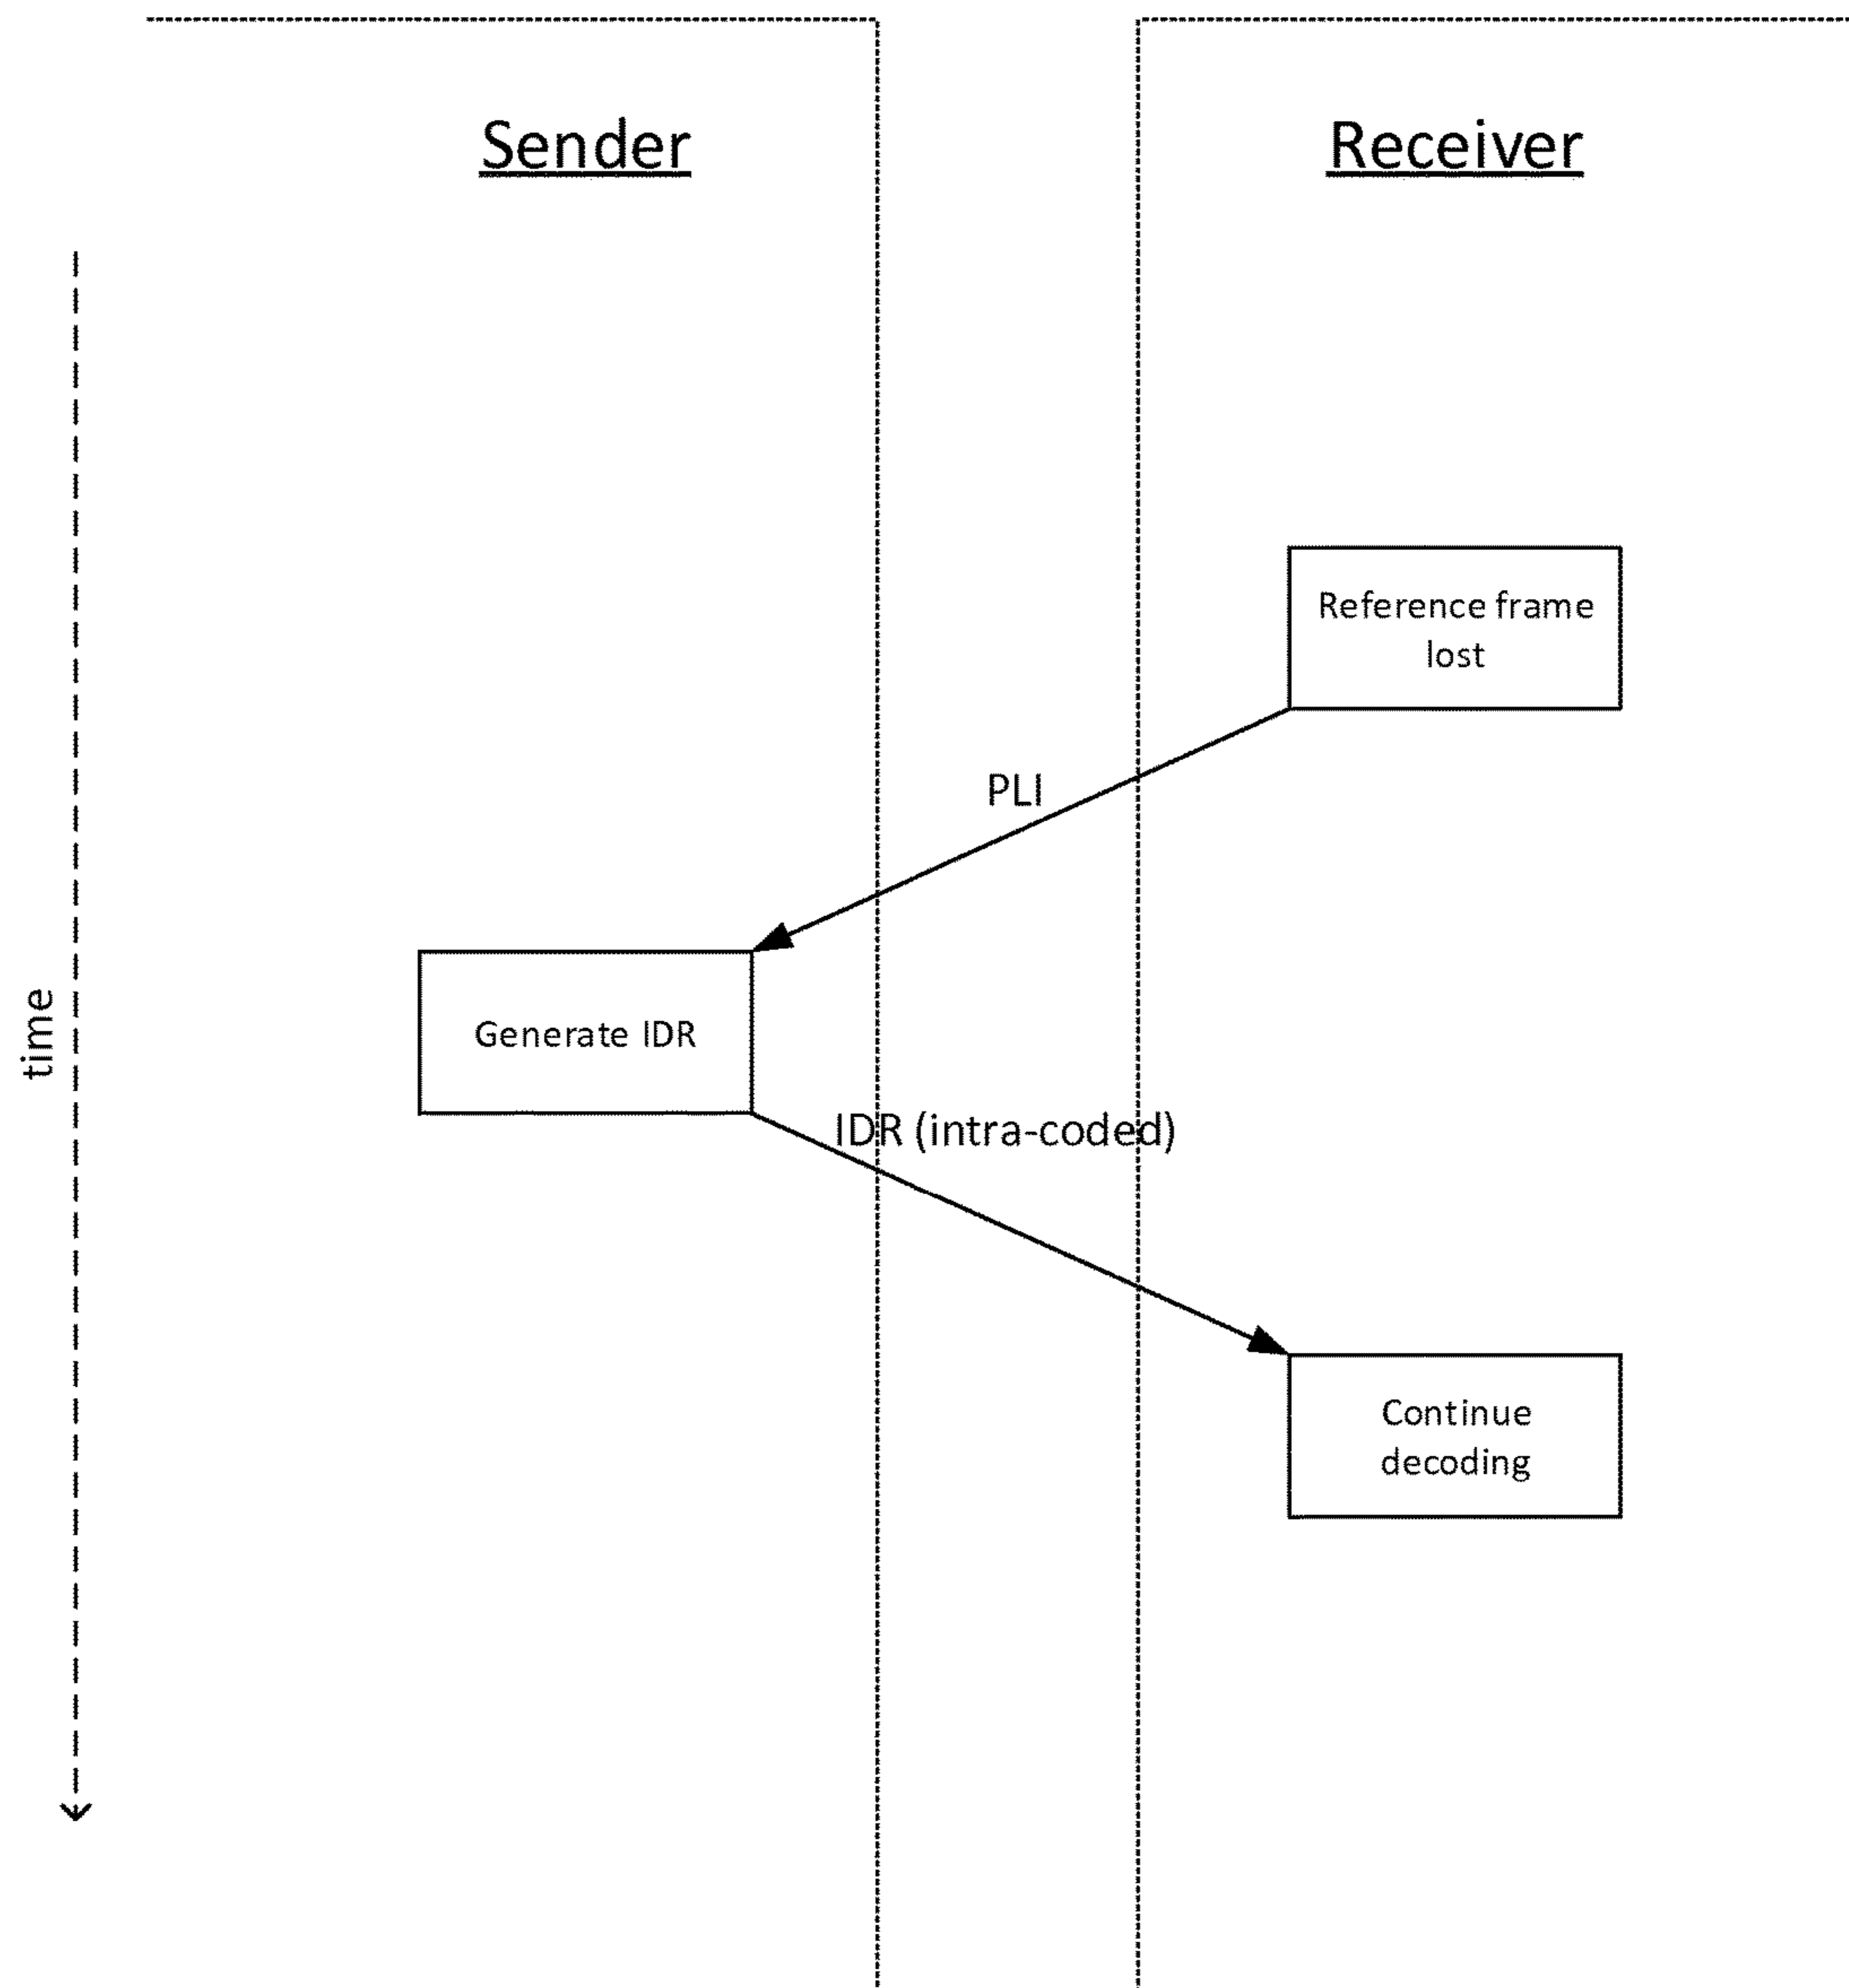 Sender
Receiver
Reference frame
lost
PLI
time
Generate IDR
IDR (intra-coded)
Continue
decoding